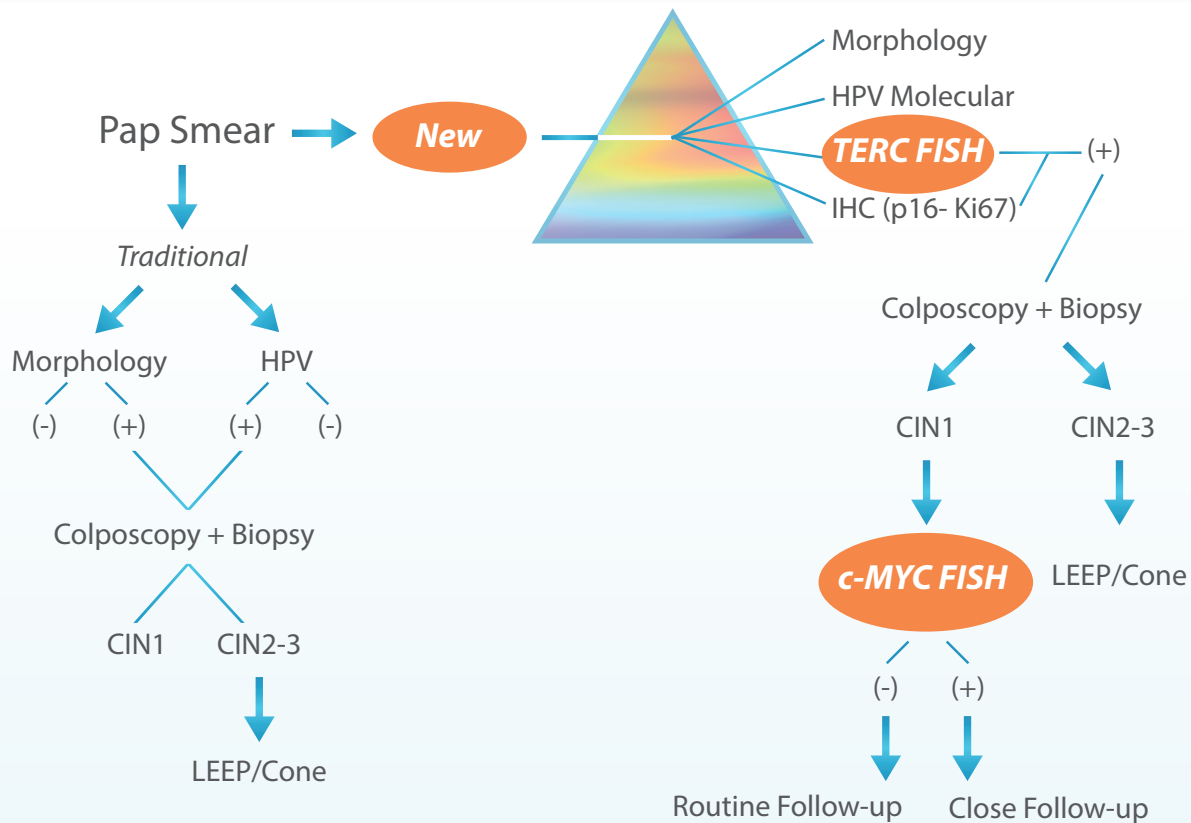 Morphology
HPV Molecular
Pap Smear
New
TERC FISH
(+)
IHC (p16- Ki67)
Traditional
Colposcopy + Biopsy
Morphology
HPV
(-)
(+)
(+)
(-)
CIN1
CIN2-3
Colposcopy + Biopsy
c-MYC FISH
LEEP/Cone
CIN1
CIN2-3
(-)
(+)
LEEP/Cone
Routine Follow-up
Close Follow-up